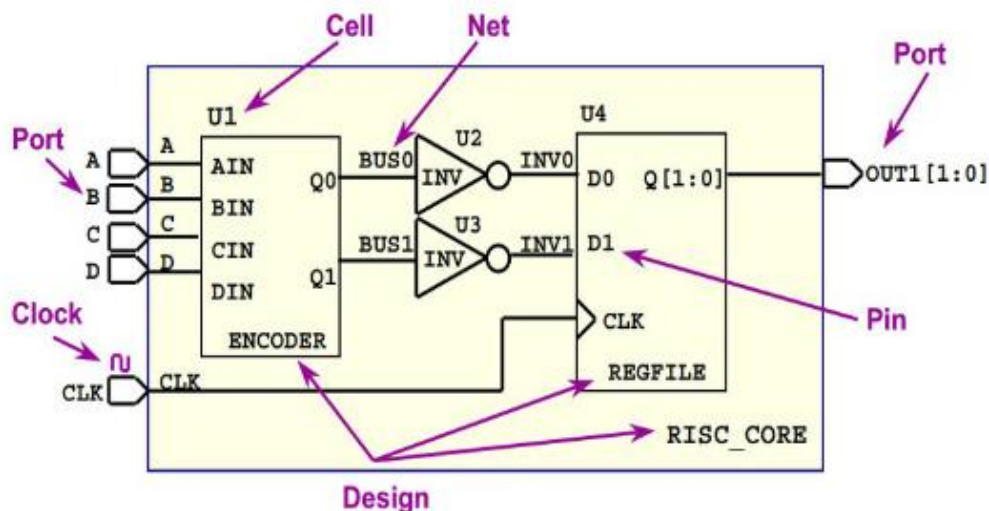 Cell
Net
Port
Port
U1
U2
U4
A
A
AIN
Q0
BUS0
INV
INV0
D0
Q[1:0]
OUT1[1:0]
B
B
BIN
C
C
CIN
U3
D
D
DIN
Q1
BUS1
INV
INV1
D1
Clock
ENCODER
CLK
Pin
CLK
CLK
REGFILE
RISC_CORE
Design